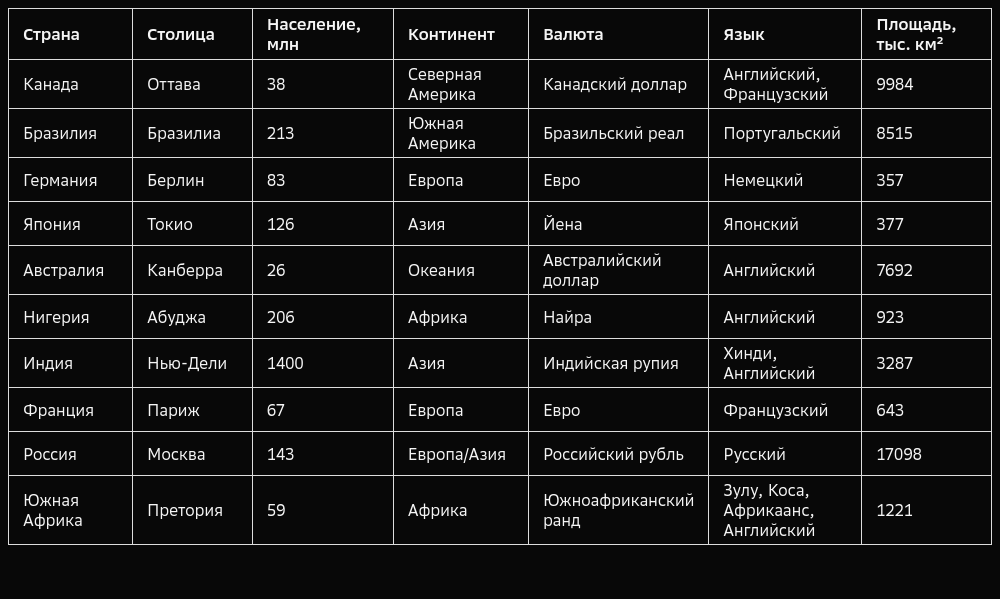 Страна Столица Население, млн Континент Валюта Язык Площадь, тыс. км²
Канада Оттава 38 Северная Америка Канадский доллар Английский, Французский 9984
Бразилия Бразилиа 213 Южная Америка Бразильский реал Португальский 8515
Германия Берлин 83 Европа Евро Немецкий 357
Япония Токио 126 Азия Йена Японский 377
Австралия Канберра 26 Океания Австралийский доллар Английский 7692
Нигерия Абуджа 206 Африка Найра Английский 923
Индия Нью-Дели 1400 Азия Индийская рупия Хинди, Английский 3287
Франция Париж 67 Европа Евро Французский 643
Россия Москва 143 Европа/Азия Российский рубль Русский 17098
Южная Африка Претория 59 Африка Южноафриканский ранд Зулу, Коса, Африкаанс, Английский 1221